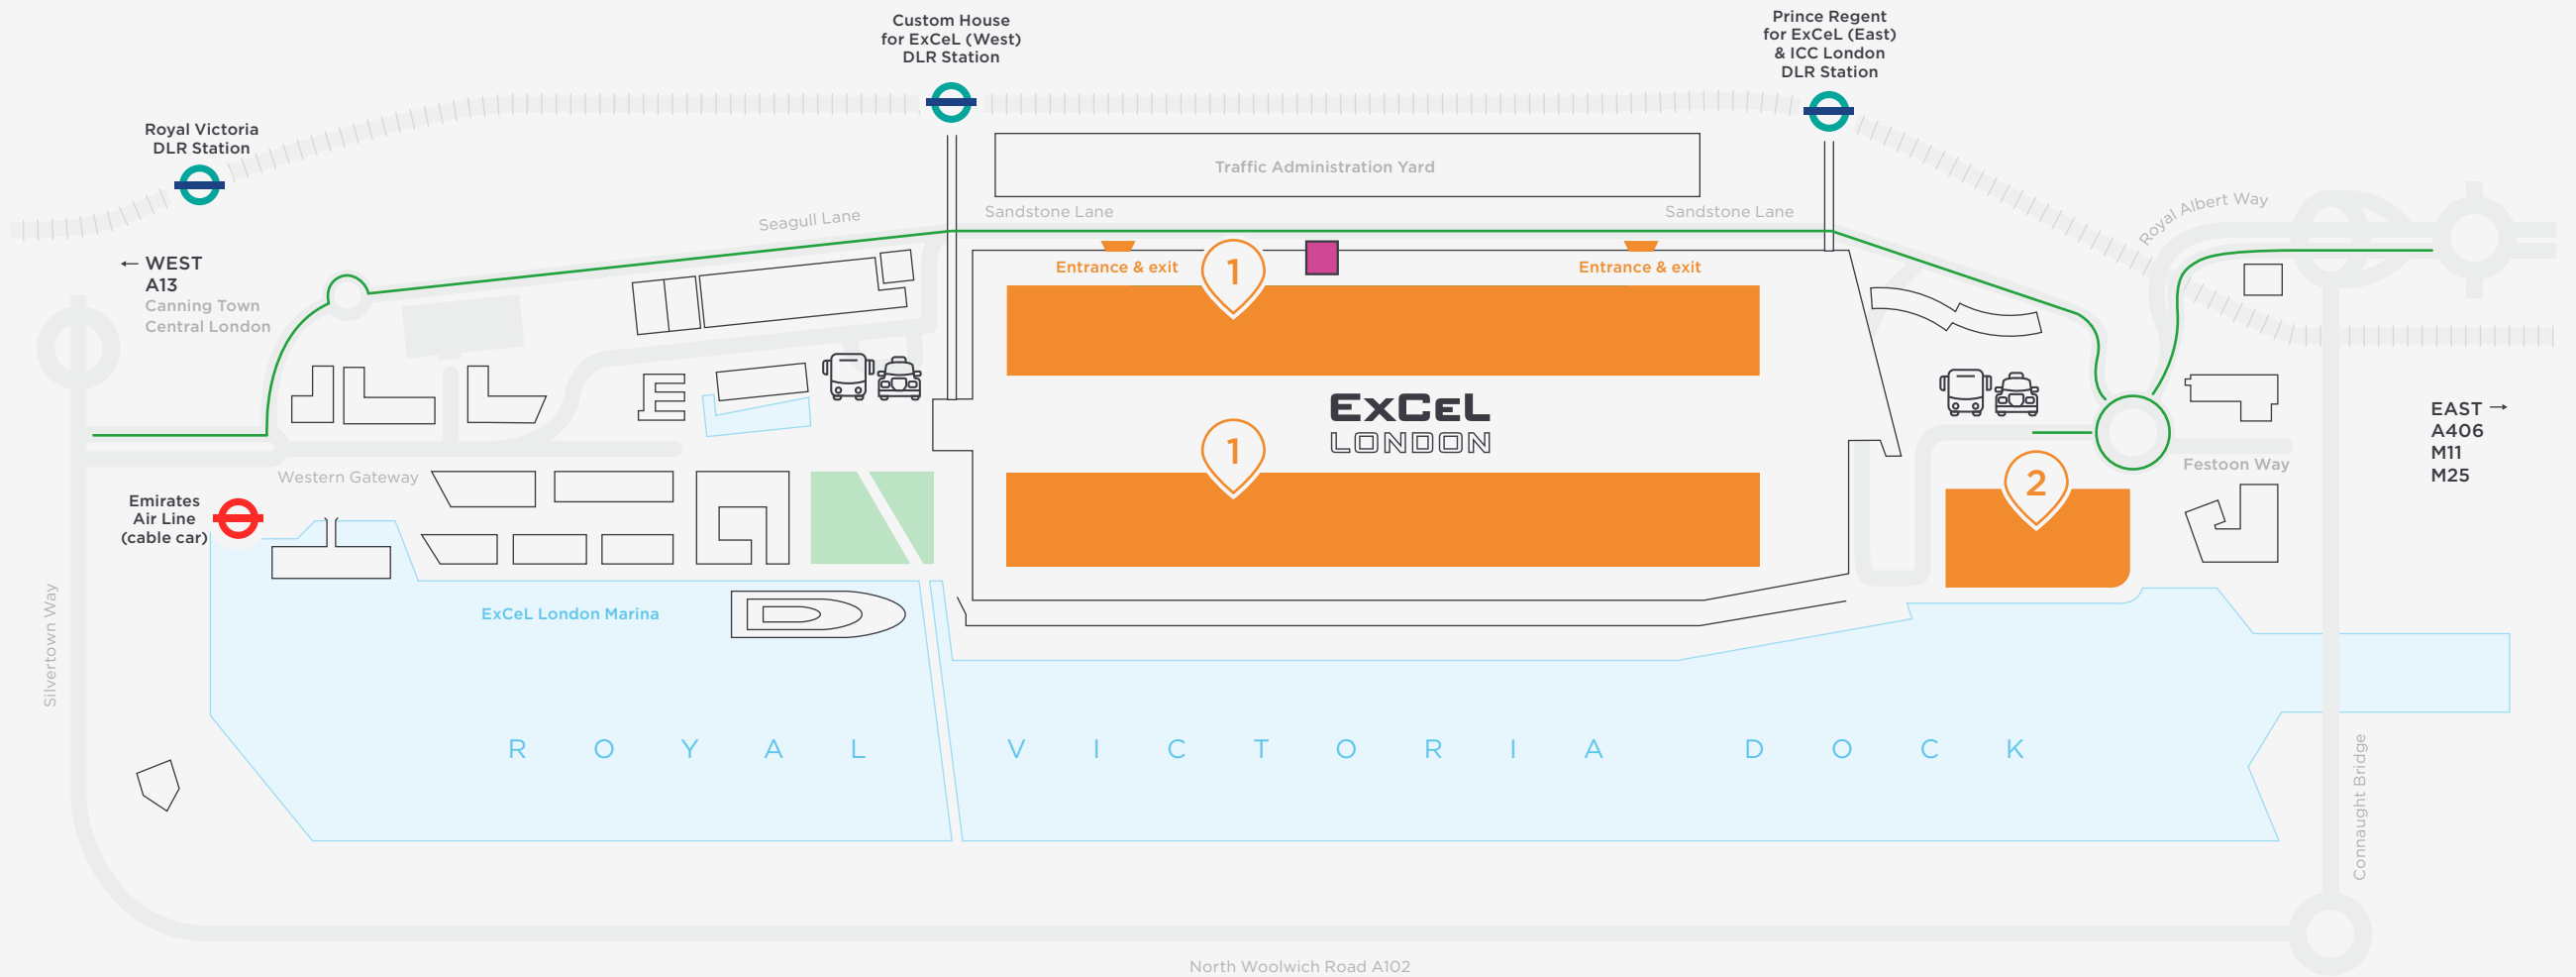 Custom House
for ExCeL (West)
DLR Station
Prince Regent
for ExCeL (East)
& ICC London
DLR Station
Royal Victoria
DLR Station
Traffic Administration Yard
Seagull Lane
Sandstone Lane
Sandstone Lane
Royal Albert Way
← WEST
A13
Canning Town
Central London
Entrance & exit
1
Entrance & exit
ExCeL
LONDON
1
EAST →
A406
M11
M25
Western Gateway
Festoon Way
2
Emirates
Air Line
(cable car)
Silvertown Way
ExCeL London Marina
ROYAL VICTORIA DOCK
Connaught Bridge
North Woolwich Road A102